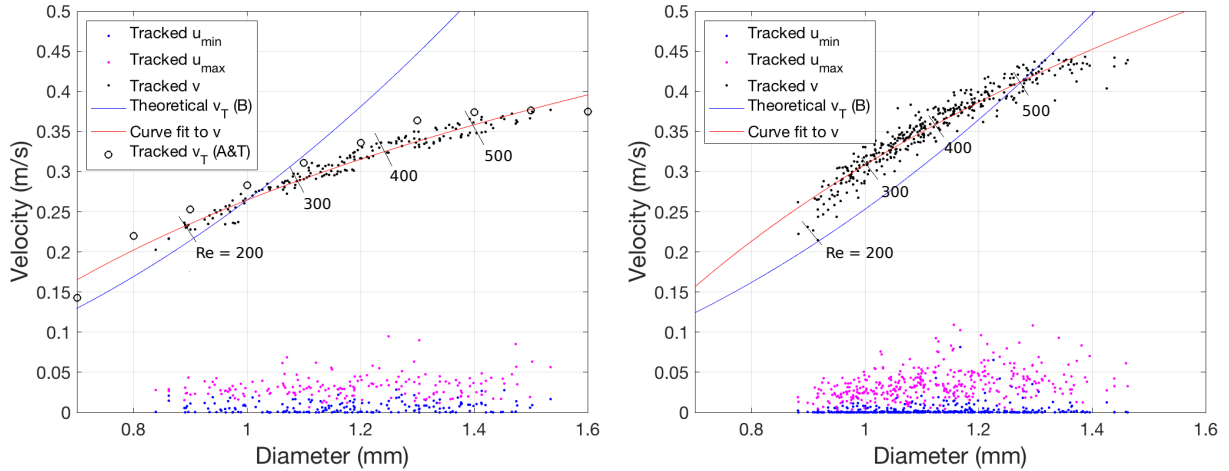 0.5
0.45
0.4
0.35
0.3
0.25
0.2
0.15
0.1
0.05
0
Velocity (m/s)
Tracked u_min
Tracked u_max
Tracked v
Theoretical v_T (B)
Curve fit to v
Tracked v_T (A&T)
500
400
300
Re = 200
0.8
1
1.2
1.4
1.6
Diameter (mm)
0.5
0.45
0.4
0.35
0.3
0.25
0.2
0.15
0.1
0.05
0
Velocity (m/s)
Tracked u_min
Tracked u_max
Tracked v
Theoretical v_T (B)
Curve fit to v
500
400
300
Re = 200
0.8
1
1.2
1.4
1.6
Diameter (mm)